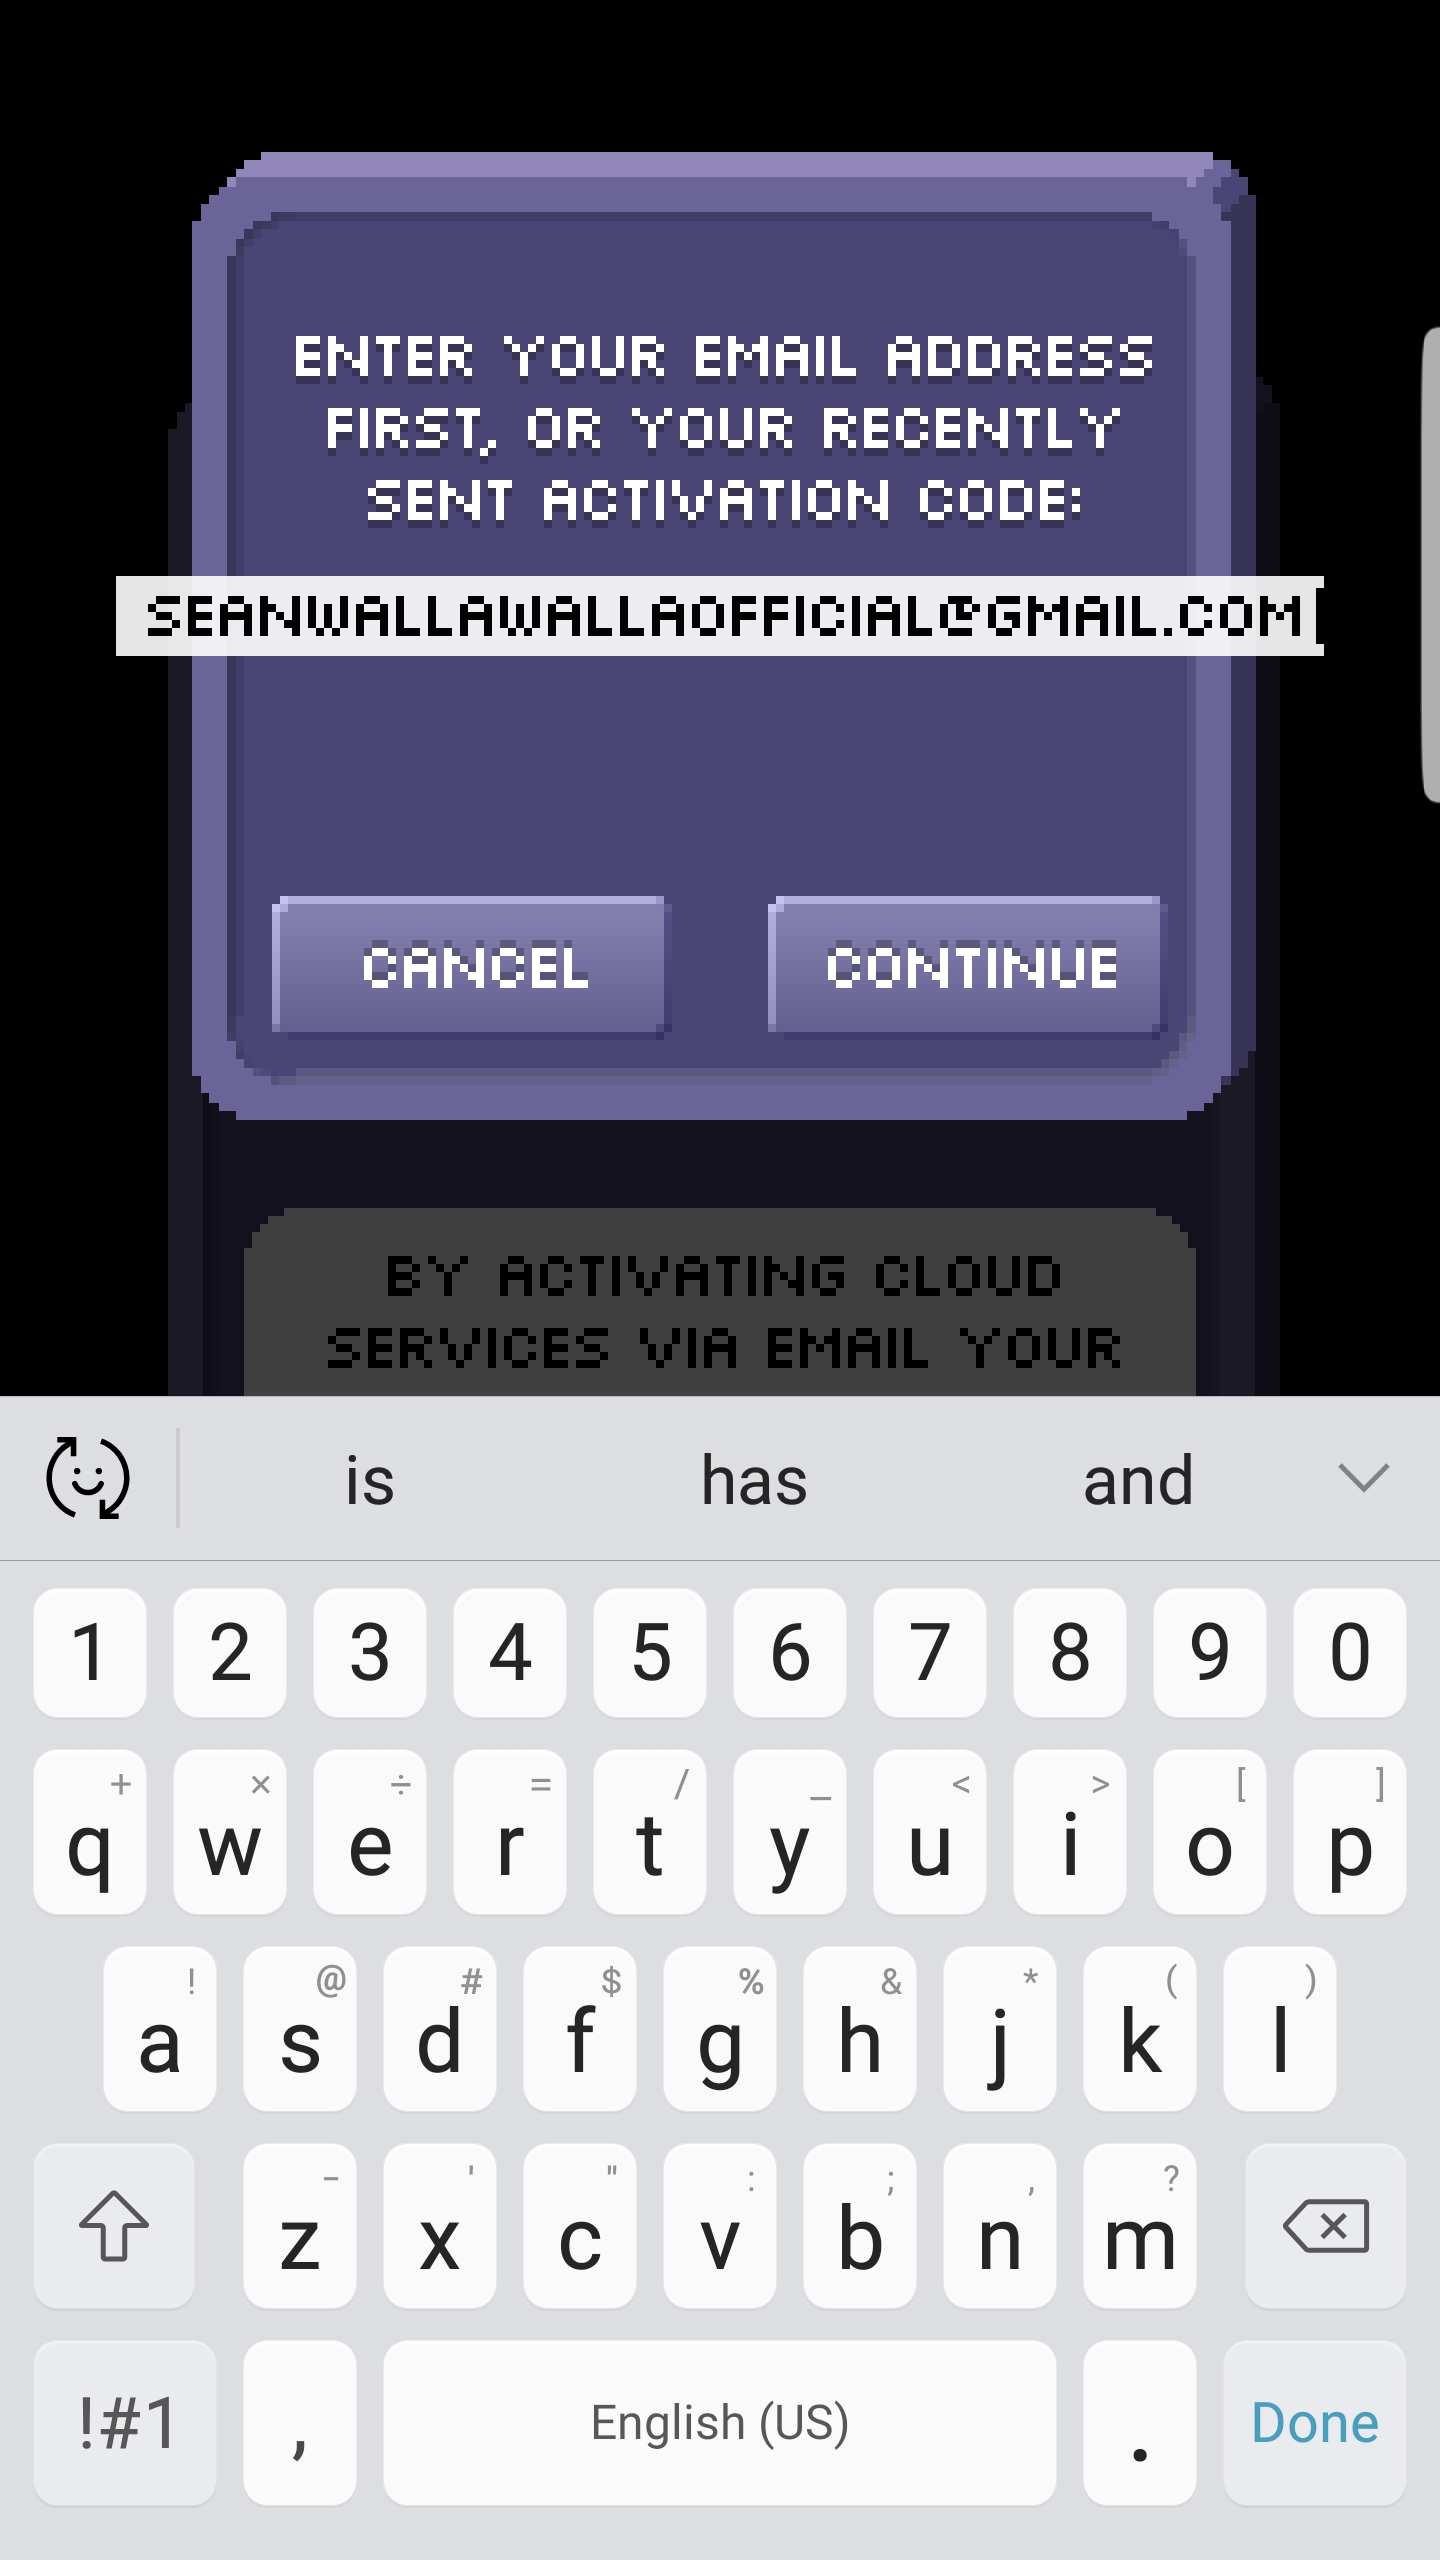 ENTER YOUR EMAIL ADDRESS
FIRST, OR YOUR RECENTLY
SENT ACTIVATION CODE:
SEANWALLAWALLAOFFICIAL@GMAIL.COM
CANCEL CONTINUE
BY ACTIVATING CLOUD
SERVICES VIA EMAIL YOUR
is has and
1 2 3 4 5 6 7 8 9 0
+ × ÷ = / _ < > [ ]
q w e r t y u i o p
! @ # $ % & * ( )
a s d f g h j k l
- ' " : ; , ?
z x c v b n m
!#1 , English (US) . Done